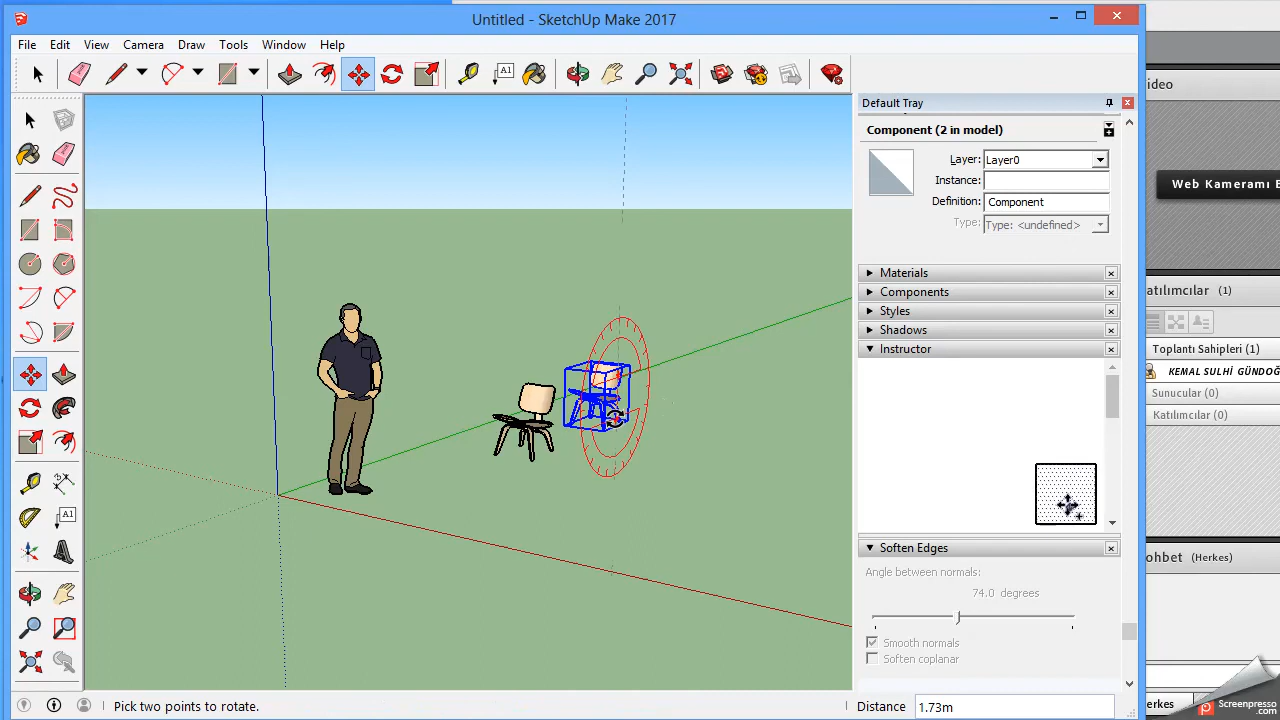 Untitled - SketchUp Make 2017
File Edit View Camera Draw Tools Window Help
A1
Default Tray
Component (2 in model)
Layer: Layer0
Instance:
Definition: Component
Type: Type: <undefined>
Materials
Components
Styles
Shadows
Instructor
Soften Edges
Angle between normals:
74.0 degrees
Smooth normals
Soften coplanar
A1
Pick two points to rotate.
Distance 1.73m
ideo
Web Kameramı B
atılımcılar (1)
Toplantı Sahipleri (1)
KEMAL SULHİ GÜNDOĞ
Sunucular (0)
Katılımcılar (0)
ohbet (Herkes)
erkes
Screenpresso
.com